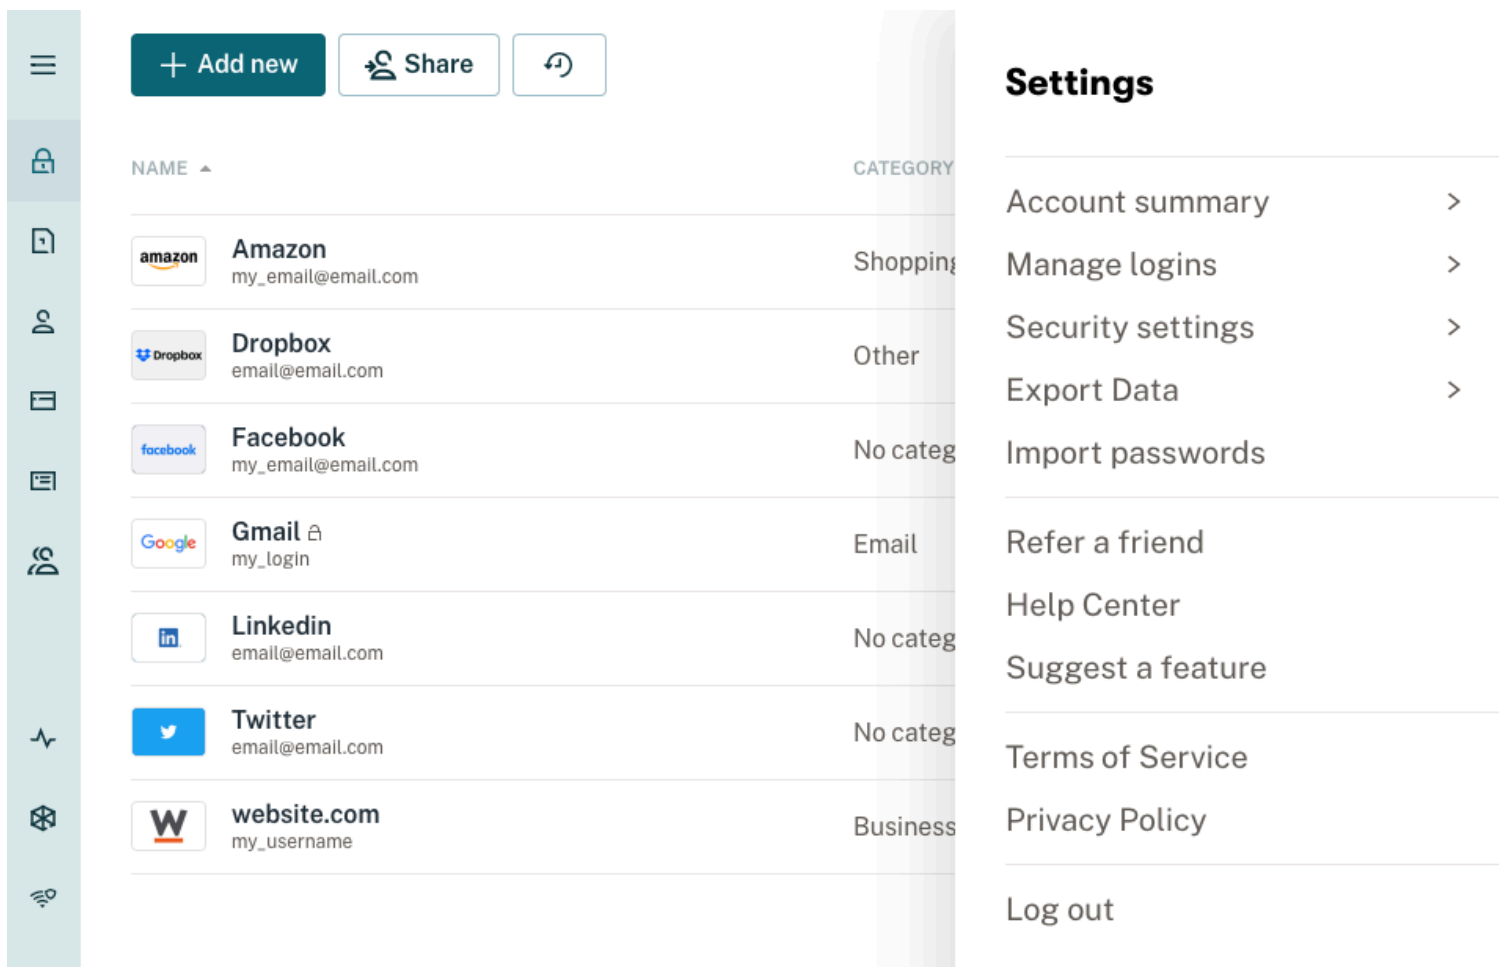 Add new
Share
Settings
NAME
CATEGORY
Account summary
Manage logins
Security settings
Export Data
Import passwords
Refer a friend
Help Center
Suggest a feature
Terms of Service
Privacy Policy
Log out
amazon
Amazon
my_email@email.com
Shopping
Dropbox
Dropbox
email@email.com
Other
facebook
Facebook
my_email@email.com
No categ
Google
Gmail
my_login
Email
in
Linkedin
email@email.com
No categ
Twitter
email@email.com
No categ
W
website.com
my_username
Business